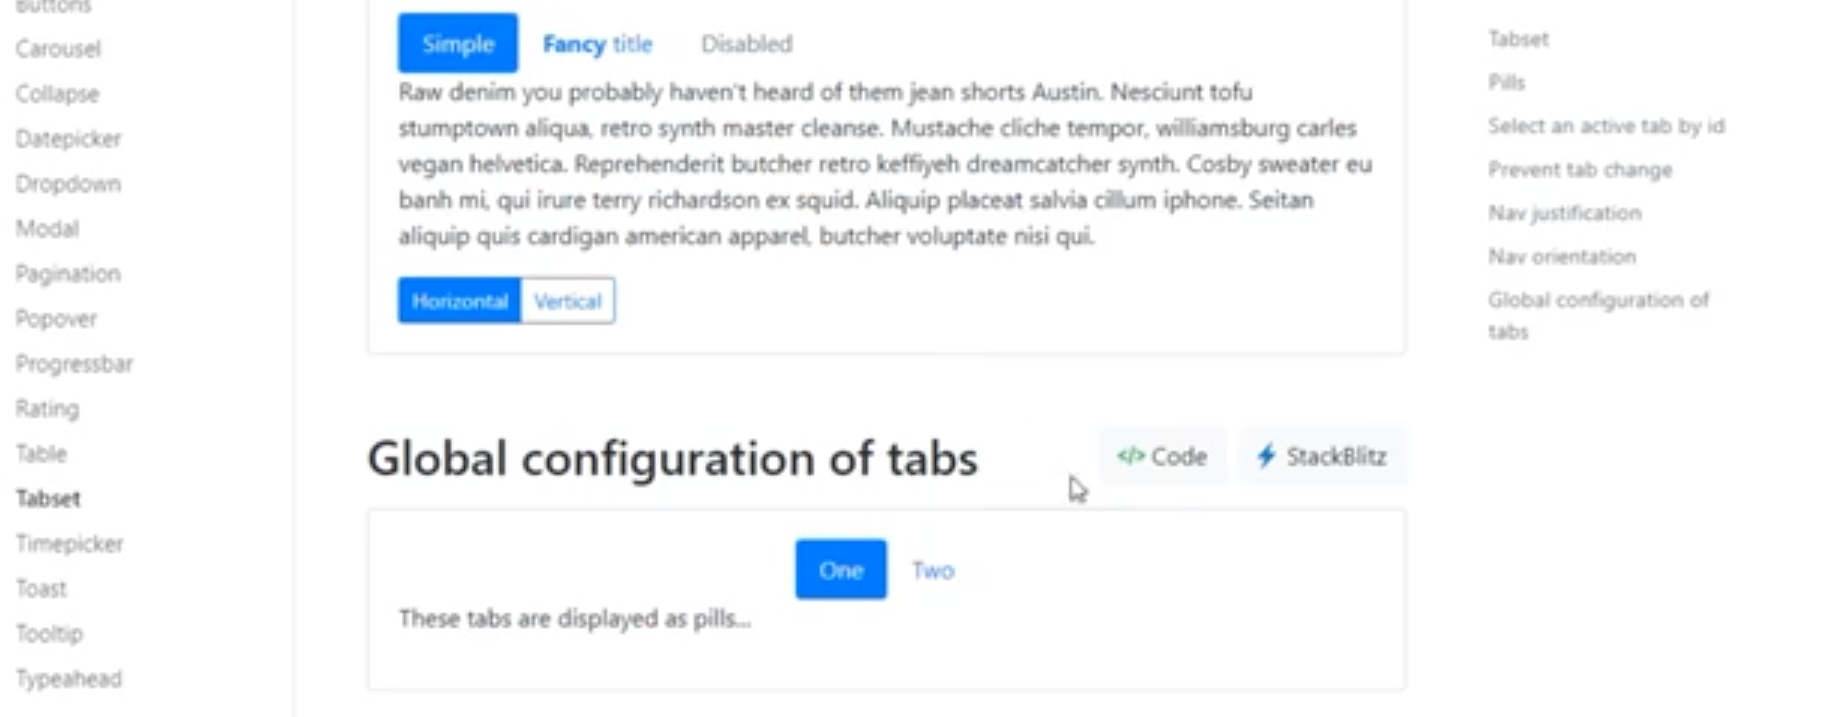 Buttons
Carousel
Collapse
Datepicker
Dropdown
Modal
Pagination
Popover
Progressbar
Rating
Table
Tabset
Timepicker
Toast
Tooltip
Typeahead
Simple Fancy title Disabled
Raw denim you probably haven't heard of them jean shorts Austin. Nesciunt tofu
stumptown aliqua, retro synth master cleanse. Mustache cliche tempor, williamsburg carles
vegan helvetica. Reprehenderit butcher retro keffiyeh dreamcatcher synth. Cosby sweater eu
banh mi, qui irure terry richardson ex squid. Aliquip placeat salvia cillum iphone. Seitan
aliquip quis cardigan american apparel, butcher voluptate nisi qui.
Horizontal Vertical
Global configuration of tabs </> Code StackBlitz
One Two
These tabs are displayed as pills...
Tabset
Pills
Select an active tab by id
Prevent tab change
Nav justification
Nav orientation
Global configuration of
tabs